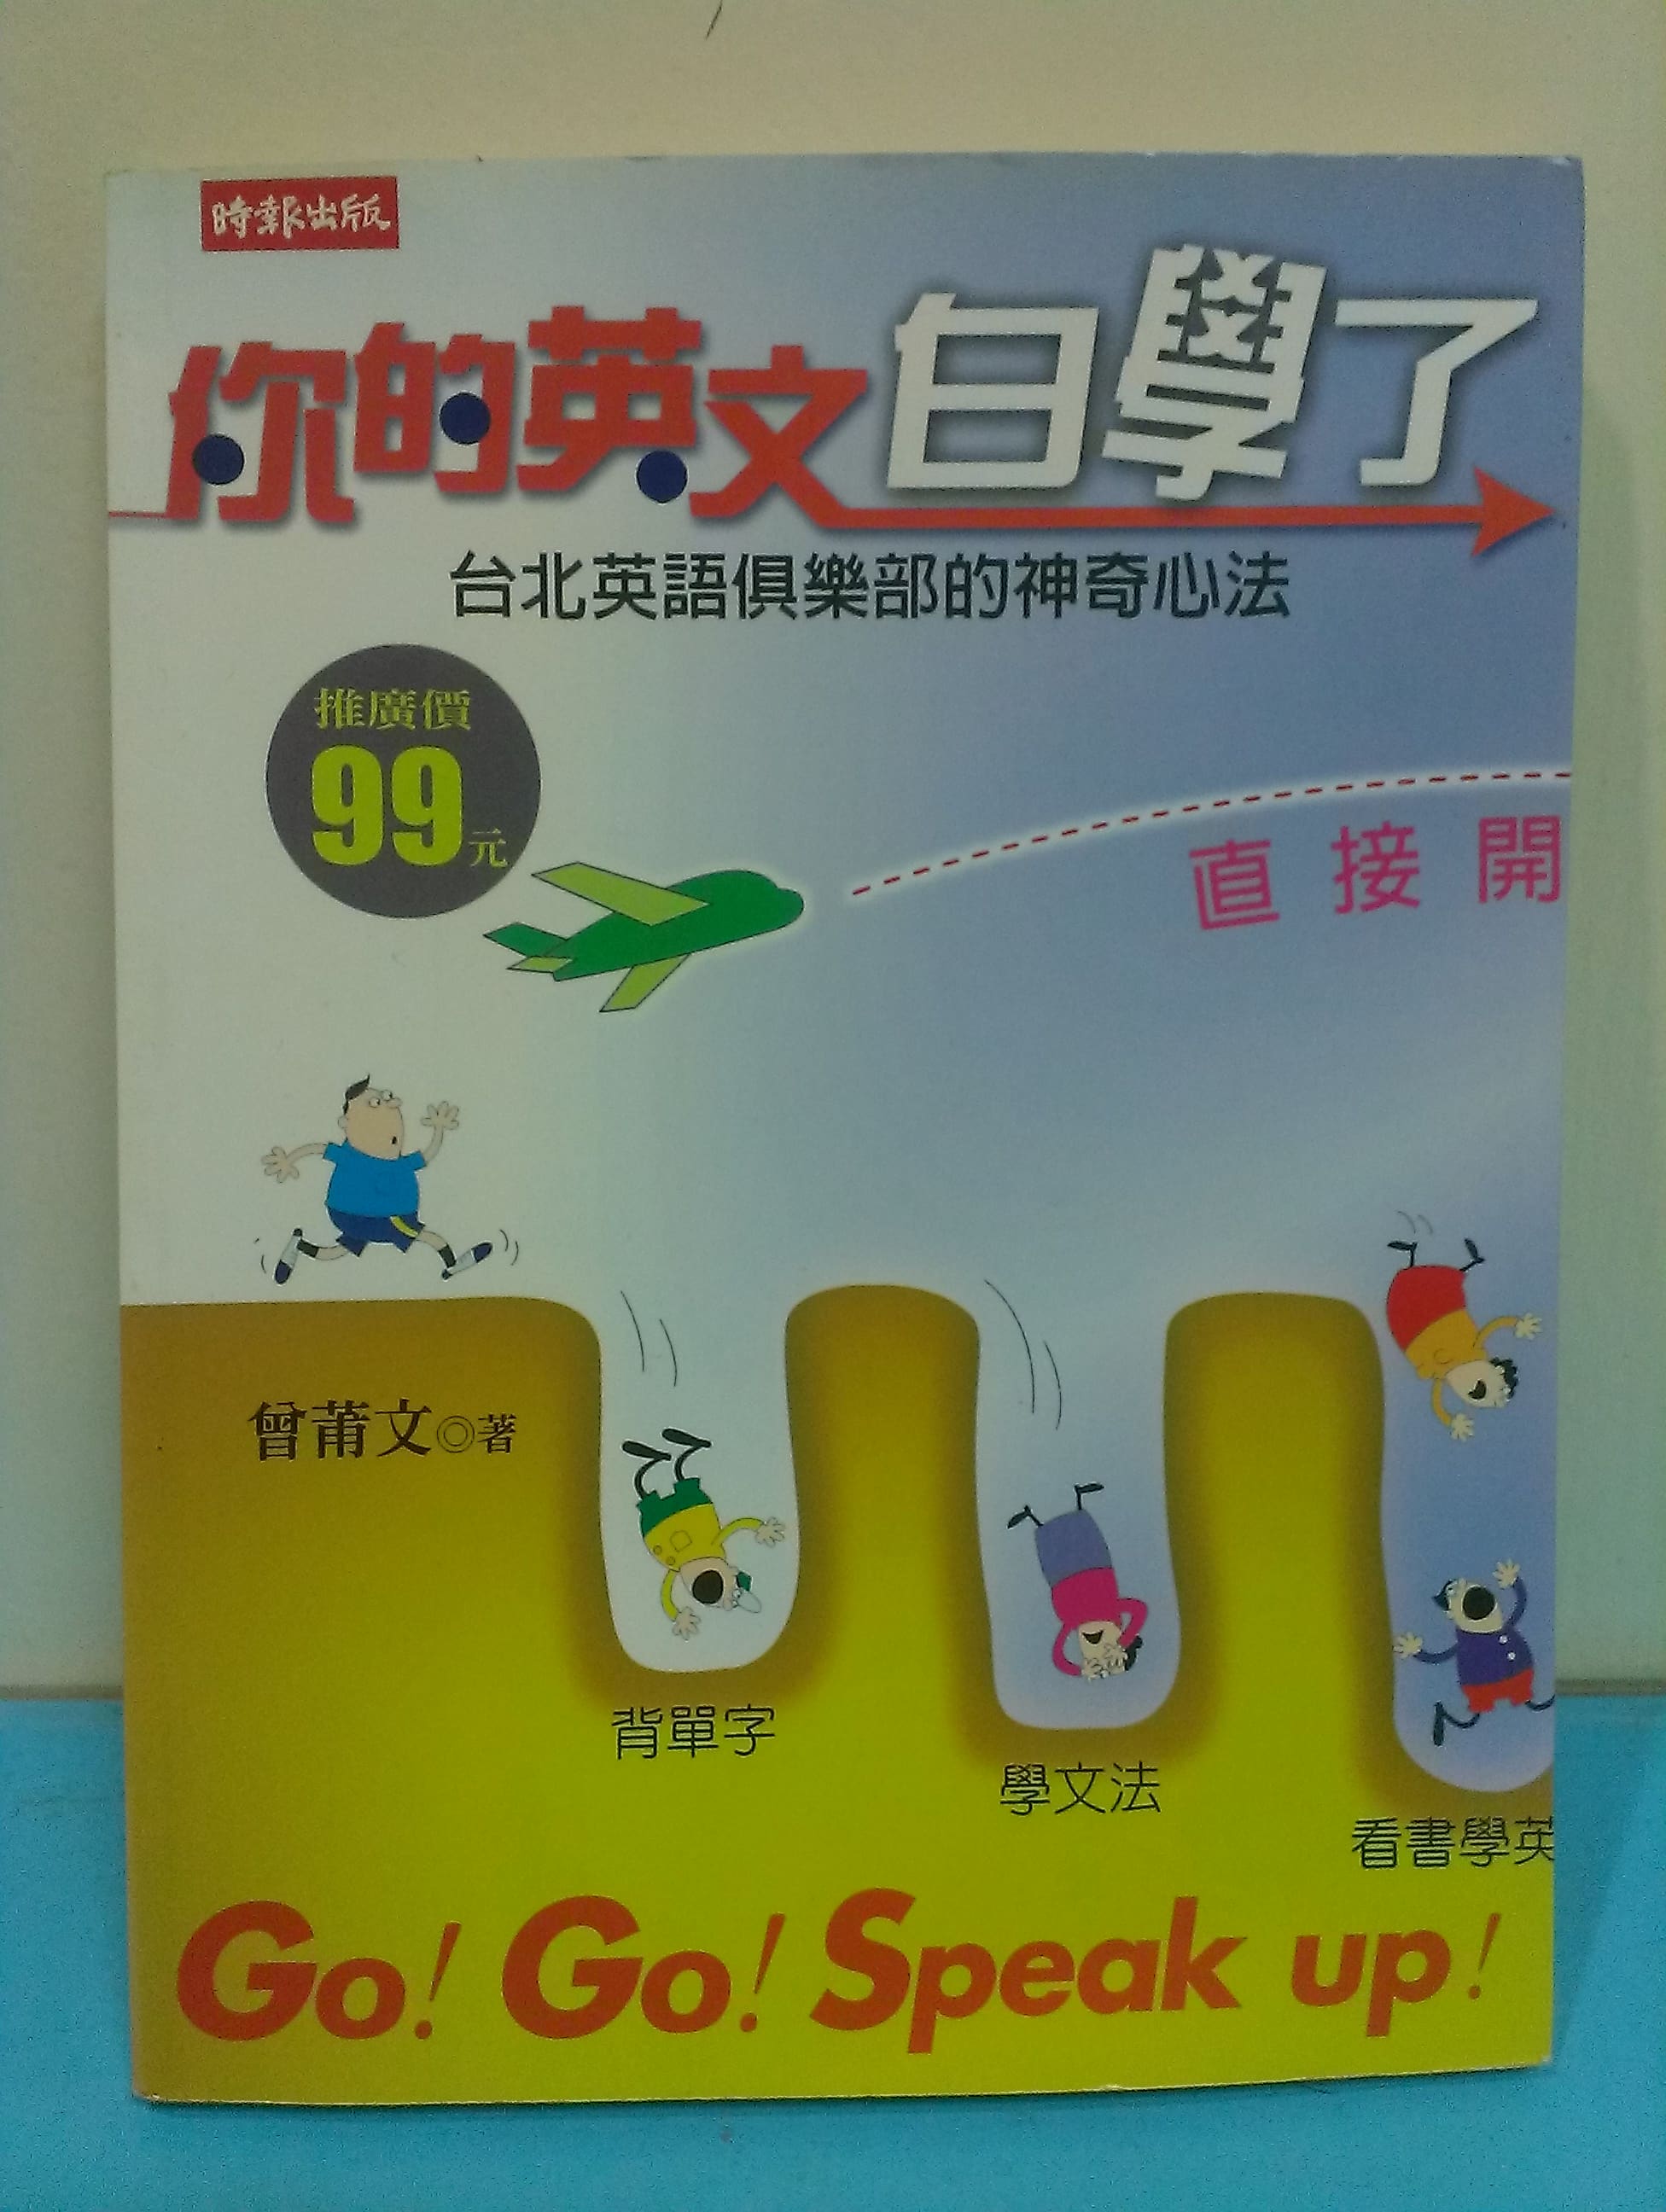 時報出版
你的英文白學了
台北英語俱樂部的神奇心法
推廣價
99元
直接開
曾莆文◎著
背單字
學文法
看書學英
Go! Go! Speak up!